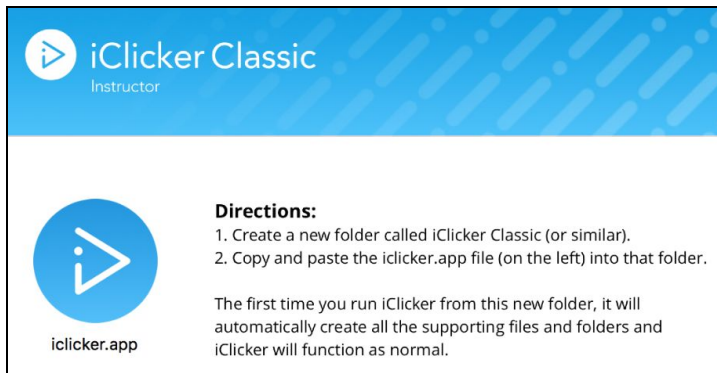 iClicker Classic
Instructor
Directions:
1. Create a new folder called iClicker Classic (or similar).
2. Copy and paste the iclicker.app file (on the left) into that folder.
The first time you run iClicker from this new folder, it will
automatically create all the supporting files and folders and
iClicker will function as normal.
iclicker.app